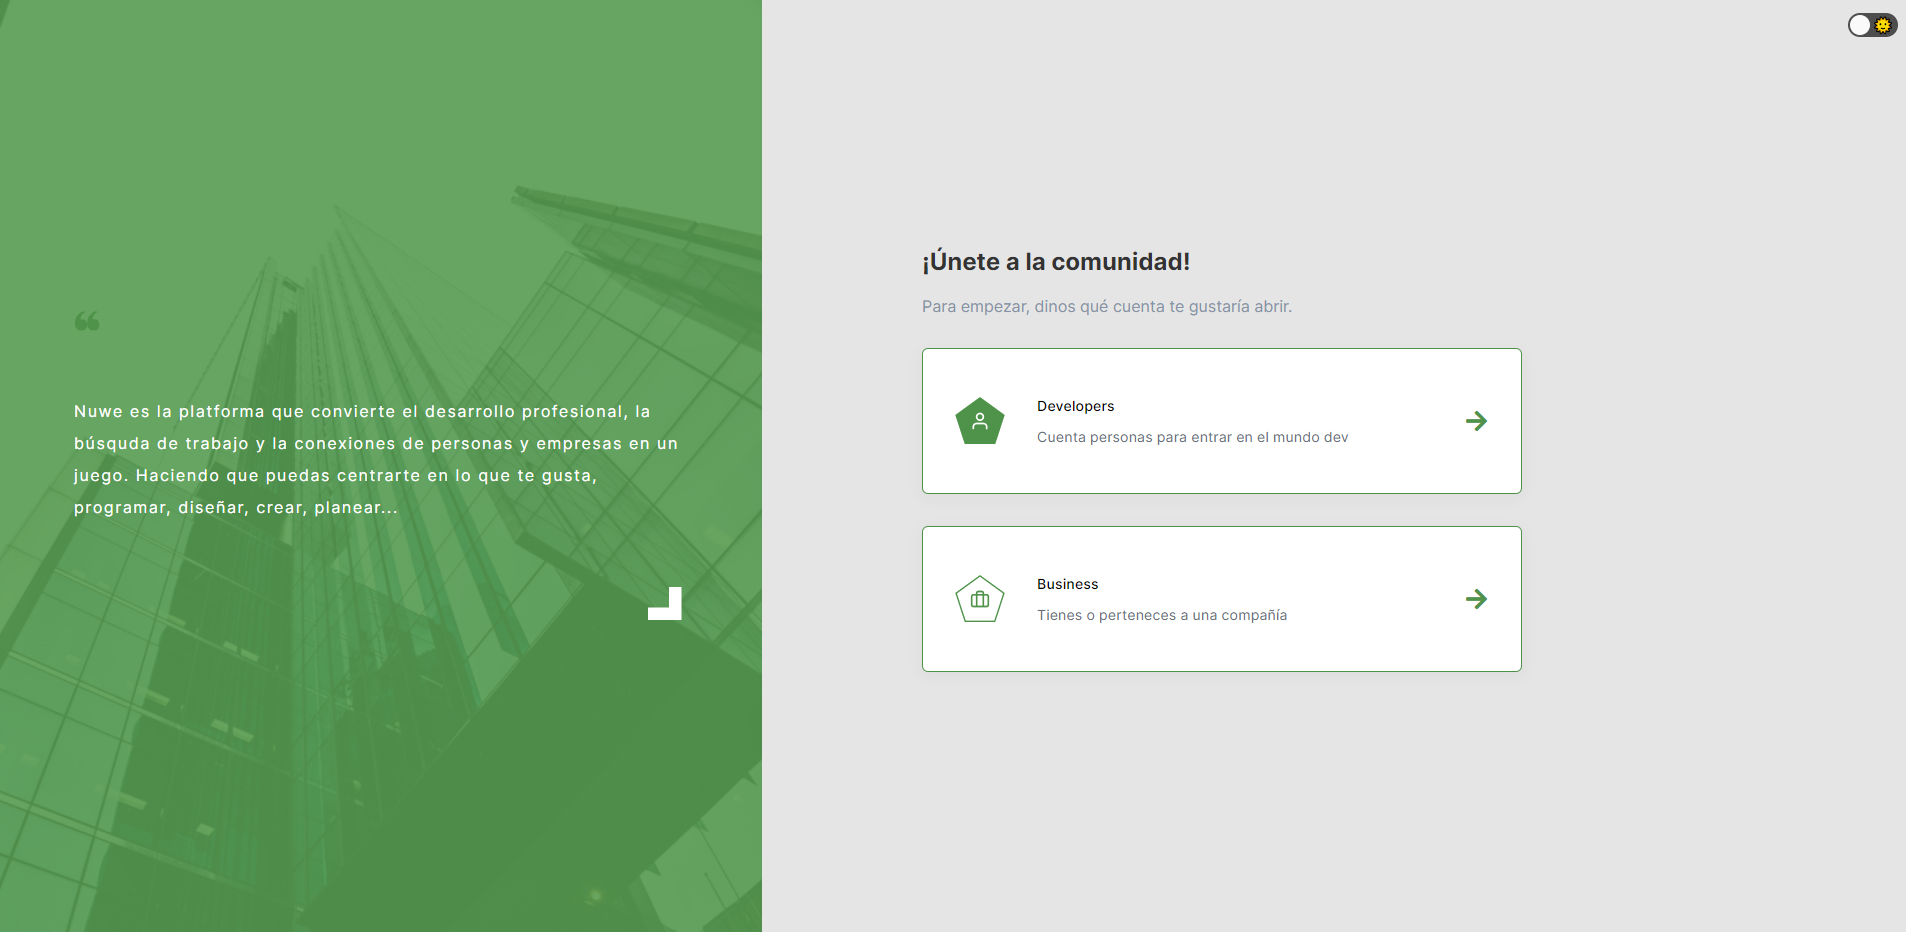 ❝
Nuwe es la platforma que convierte el desarrollo profesional, la
búsquda de trabajo y la conexiones de personas y empresas en un
juego. Haciendo que puedas centrarte en lo que te gusta,
programar, diseñar, crear, planear...
¡Únete a la comunidad!
Para empezar, dinos qué cuenta te gustaría abrir.
Developers
Cuenta personas para entrar en el mundo dev
Business
Tienes o perteneces a una compañía